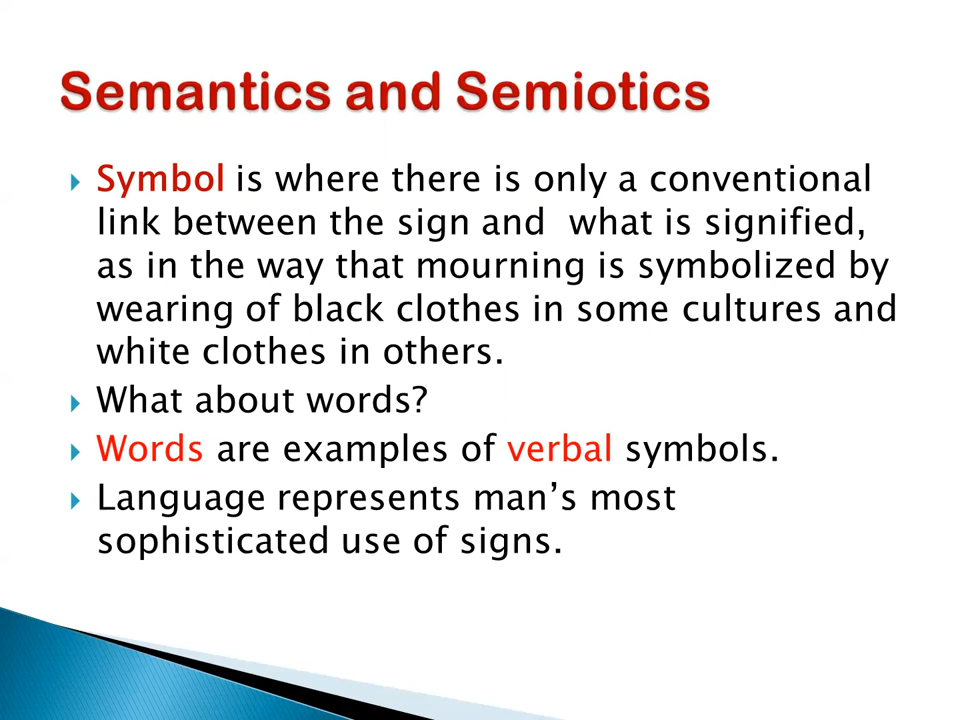 Semantics and Semiotics
Symbol is where there is only a conventional
link between the sign and  what is signified,
as in the way that mourning is symbolized by
wearing of black clothes in some cultures and
white clothes in others.
What about words?
Words are examples of verbal symbols.
Language represents man’s most
sophisticated use of signs.